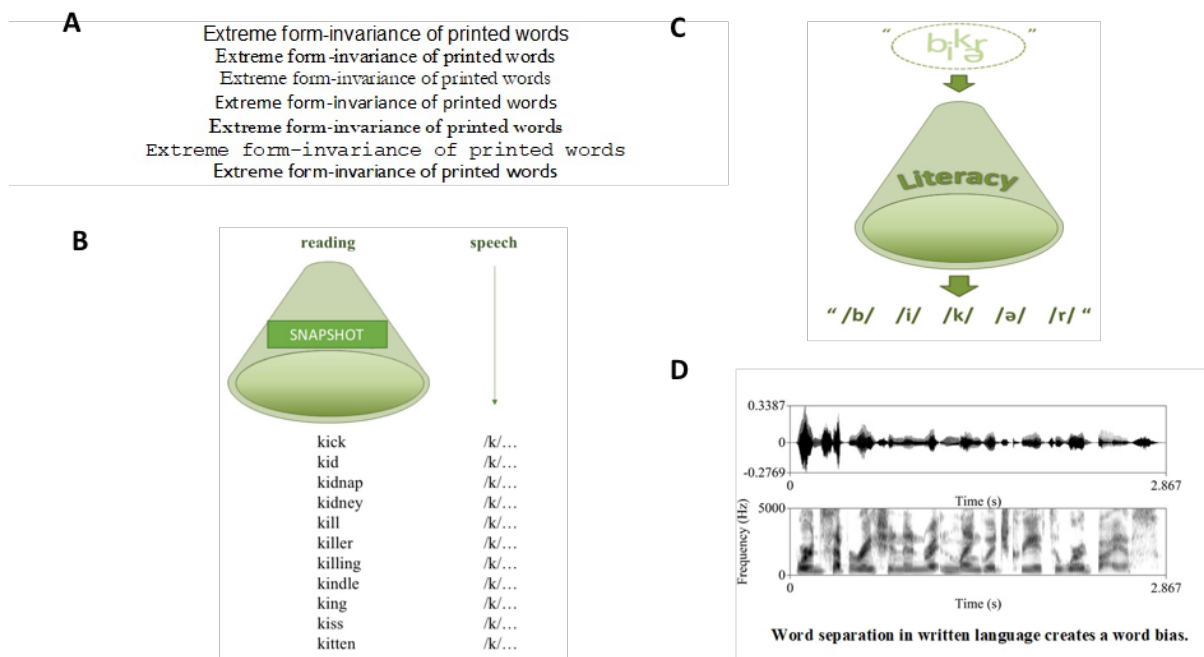 A
Extreme form-invariance of printed words
Extreme form-invariance of printed words
Extreme form-invariance of printed words
Extreme form-invariance of printed words
Extreme form-invariance of printed words
Extreme form-invariance of printed words
Extreme form-invariance of printed words
B
reading speech
SNAPSHOT
kick /k/...
kid /k/...
kidnap /k/...
kidney /k/...
kill /k/...
killer /k/...
killing /k/...
kindle /k/...
king /k/...
kiss /k/...
kitten /k/...
C
“ bikər ”
Literacy
“ /b/ /i/ /k/ /ə/ /r/ “
D
0.3387
0
-0.2769
0 2.867
Time (s)
5000
Frequency (Hz)
0
0 2.867
Time (s)
Word separation in written language creates a word bias.